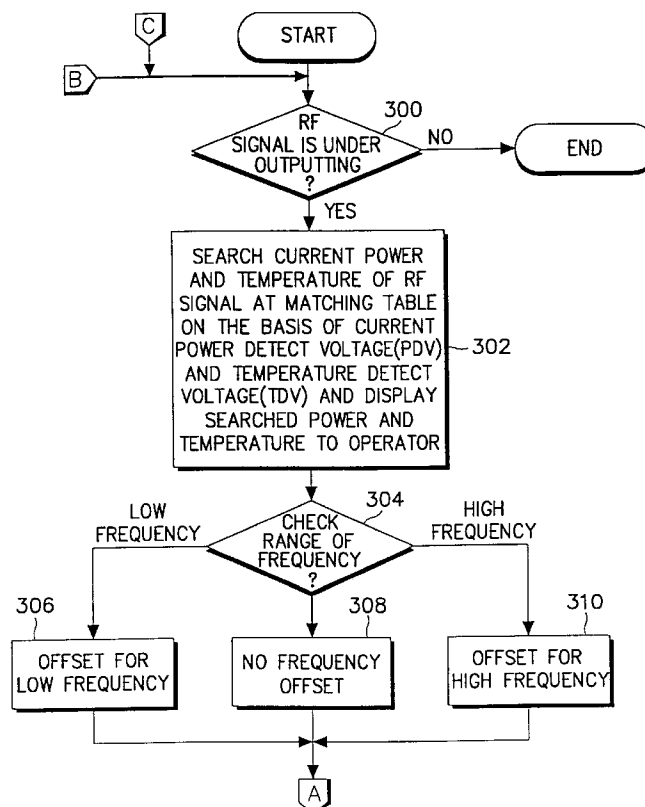 C
START
B
300
RF
SIGNAL IS UNDER
OUTPUTTING
?
NO
END
YES
SEARCH CURRENT POWER
AND TEMPERATURE OF RF
SIGNAL AT MATCHING TABLE
ON THE BASIS OF CURRENT
POWER DETECT VOLTAGE(PDV)
AND TEMPERATURE DETECT
VOLTAGE(TDV) AND DISPLAY
SEARCHED POWER AND
TEMPERATURE TO OPERATOR
302
304
LOW
FREQUENCY
CHECK
RANGE OF
FREQUENCY
?
HIGH
FREQUENCY
306
OFFSET FOR
LOW FREQUENCY
308
NO FREQUENCY
OFFSET
310
OFFSET FOR
HIGH FREQUENCY
A